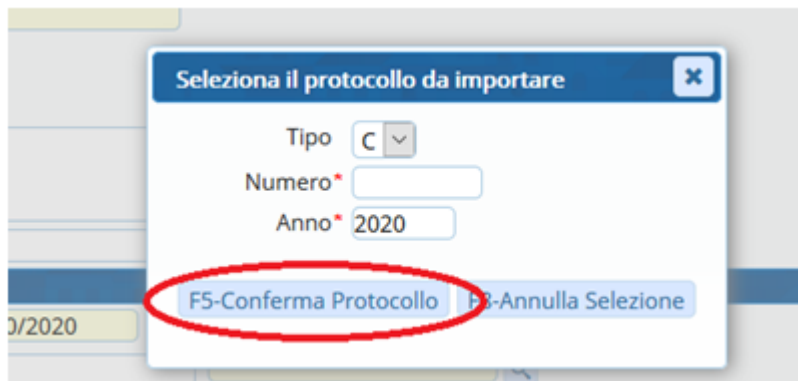 Seleziona il protocollo da importare
Tipo C
Numero*
Anno* 2020
F5-Conferma Protocollo F8-Annulla Selezione
0/2020